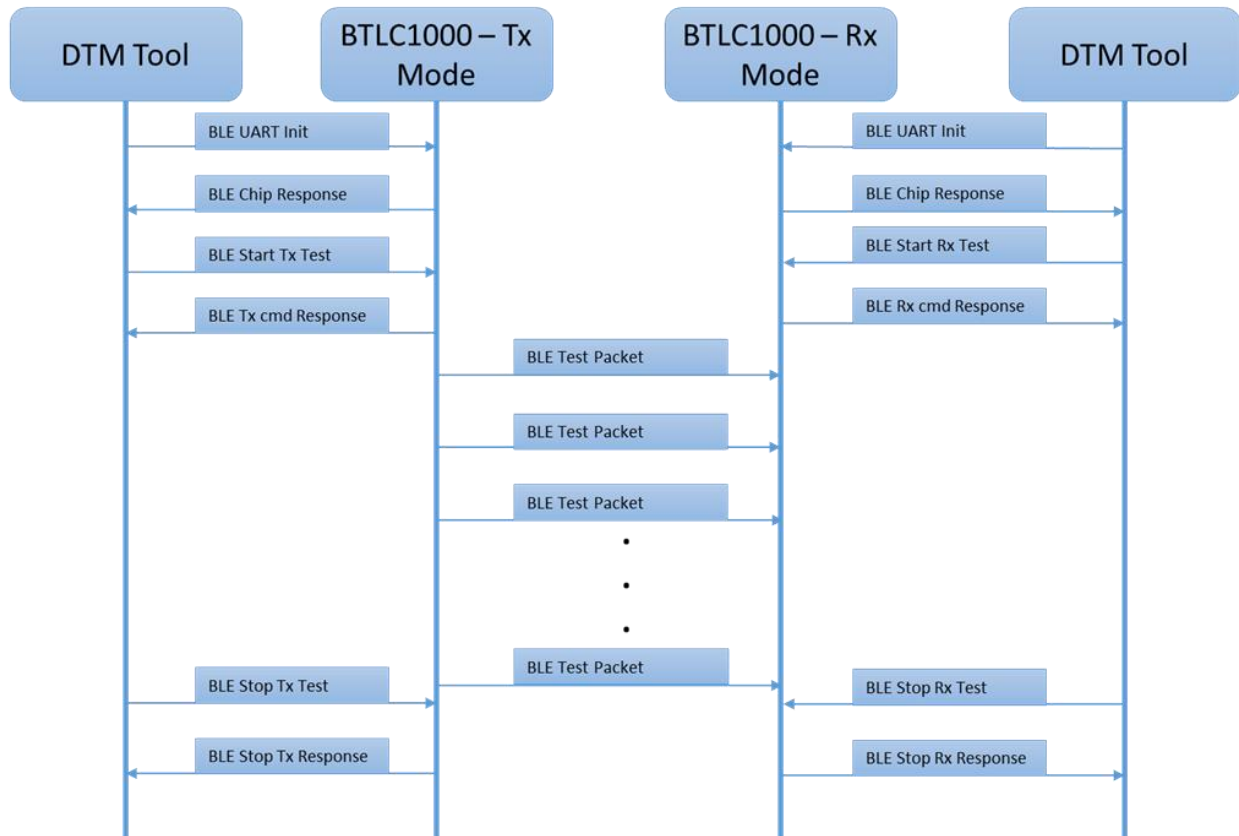 DTM Tool
BTLC1000 – Tx
Mode
BTLC1000 – Rx
Mode
DTM Tool
BLE UART Init
BLE UART Init
BLE Chip Response
BLE Chip Response
BLE Start Tx Test
BLE Start Rx Test
BLE Tx cmd Response
BLE Rx cmd Response
BLE Test Packet
BLE Test Packet
BLE Test Packet
BLE Test Packet
BLE Stop Tx Test
BLE Stop Rx Test
BLE Stop Tx Response
BLE Stop Rx Response